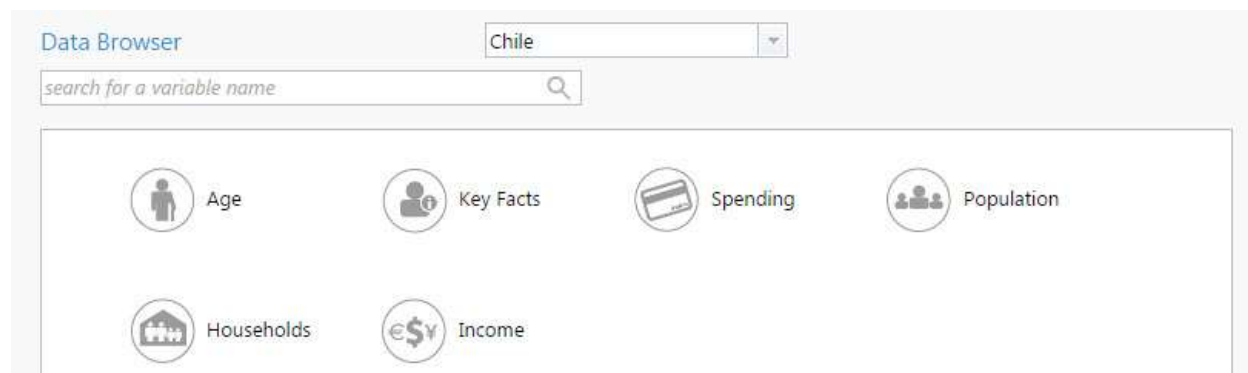 Data Browser Chile
search for a variable name
Age Key Facts Spending Population
Households €$¥ Income